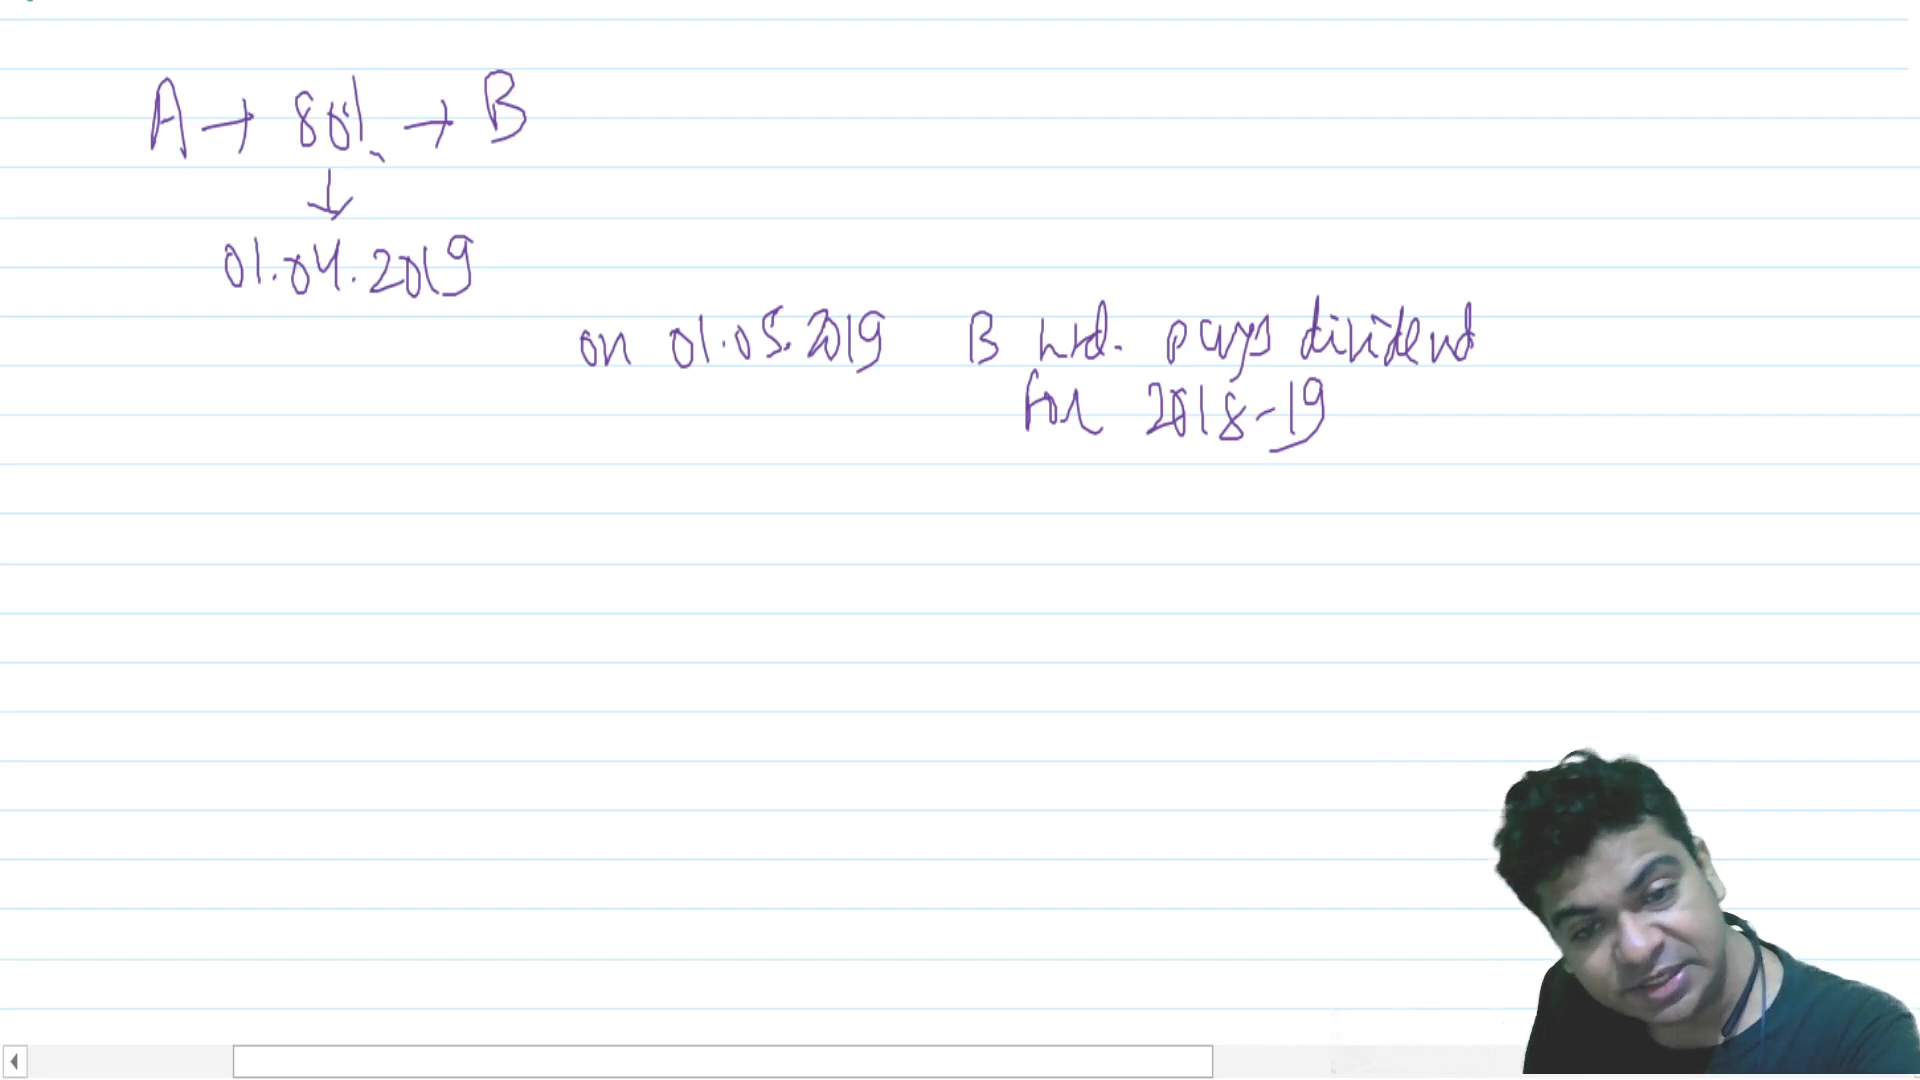 A → 80% → B
↓
01.04.2019
on 01.05.2019 B Ltd. pays dividend
for 2018-19